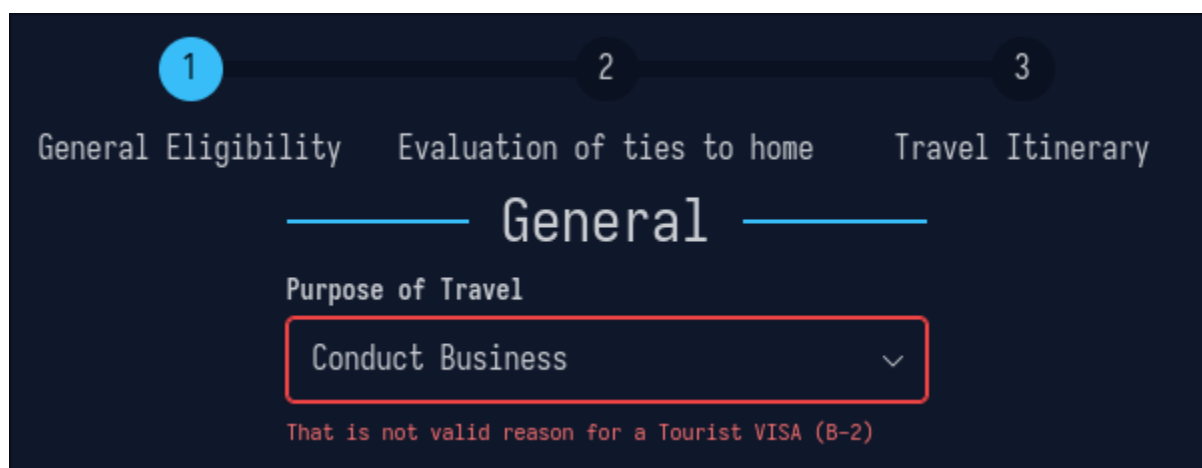 1 2 3
General Eligibility Evaluation of ties to home Travel Itinerary
General
Purpose of Travel
Conduct Business
That is not valid reason for a Tourist VISA (B-2)